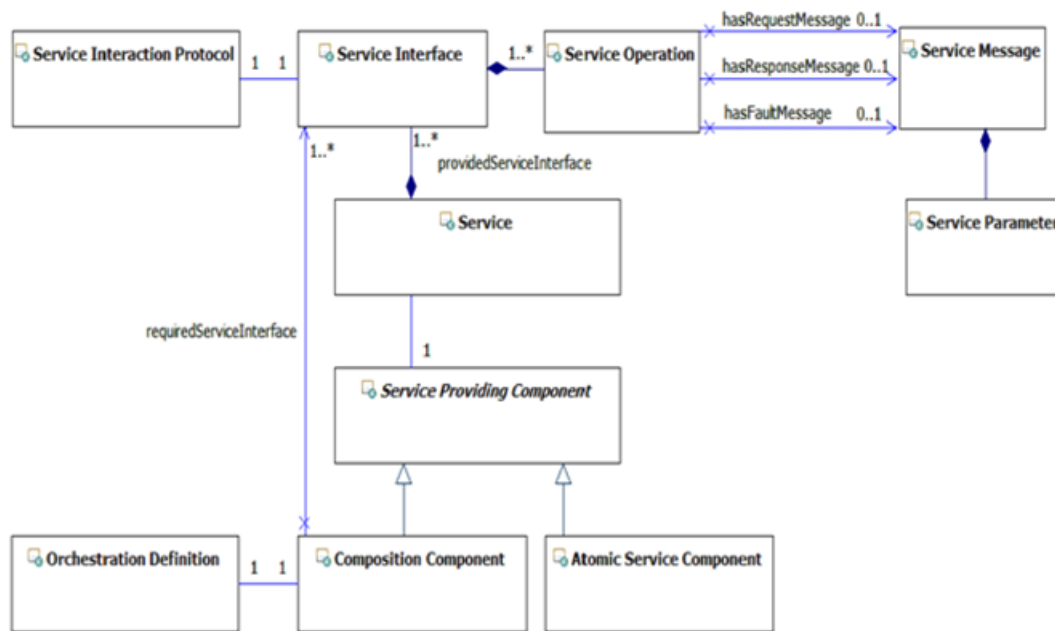 hasRequestMessage 0..1
Service Interaction Protocol
1 1
Service Interface
1..*
Service Operation
Service Message
hasResponseMessage 0..1
hasFaultMessage 0..1
1..*
1..*
providedServiceInterface
Service
Service Parameter
requiredServiceInterface
1
Service Providing Component
Orchestration Definition
1 1
Composition Component
Atomic Service Component